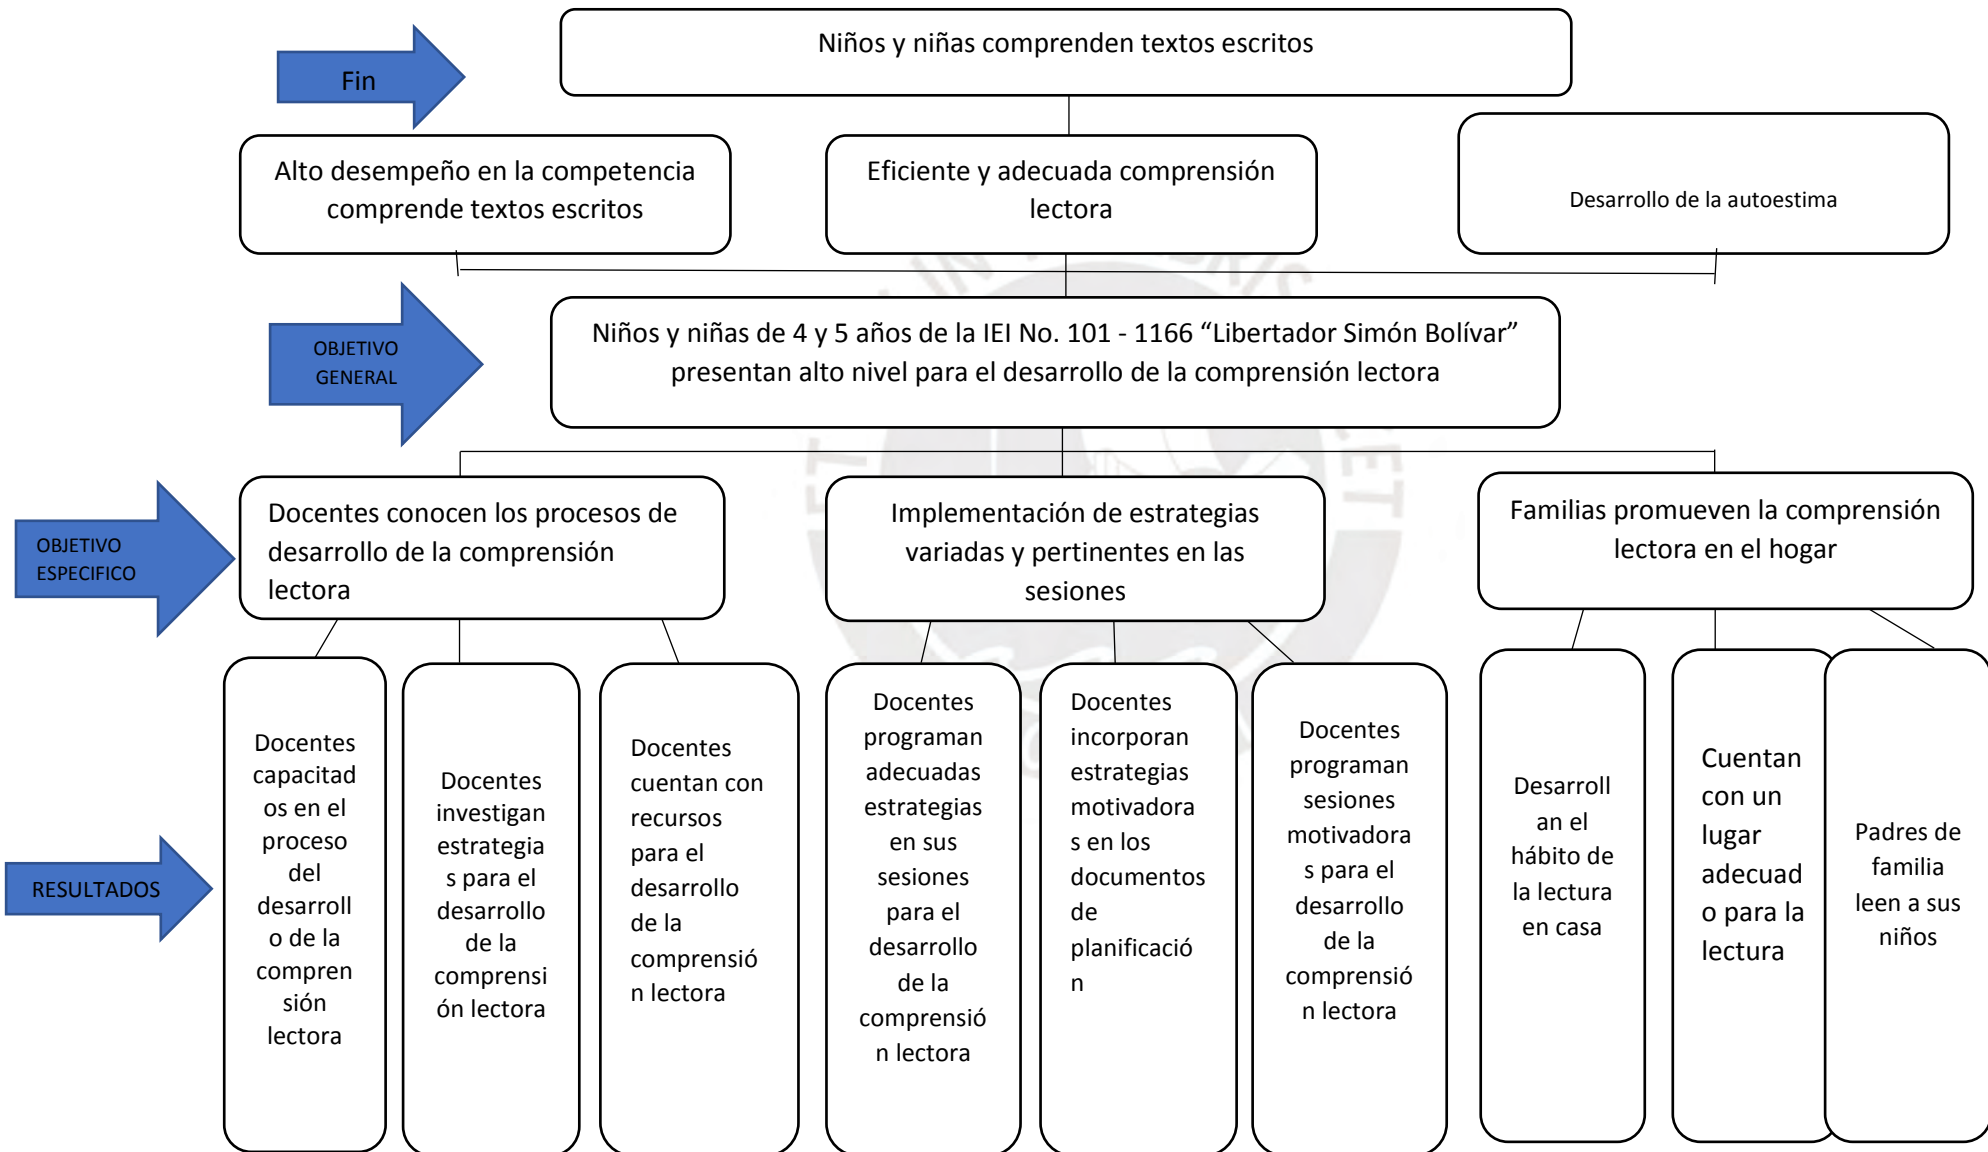 Niños y niñas comprenden textos escritos
Fin
Alto desempeño en la competencia
comprende textos escritos
Eficiente y adecuada comprensión
lectora
Desarrollo de la autoestima
OBJETIVO
GENERAL
Niños y niñas de 4 y 5 años de la IEI No. 101 - 1166 “Libertador Simón Bolívar”
presentan alto nivel para el desarrollo de la comprensión lectora
OBJETIVO
ESPECIFICO
Docentes conocen los procesos de
desarrollo de la comprensión
lectora
Implementación de estrategias
variadas y pertinentes en las
sesiones
Familias promueven la comprensión
lectora en el hogar
RESULTADOS
Docentes
capacitad
os en el
proceso
del
desarroll
o de la
compren
sión
lectora
Docentes
investigan
estrategia
s para el
desarrollo
de la
comprensi
ón lectora
Docentes
cuentan con
recursos
para el
desarrollo
de la
comprensió
n lectora
Docentes
programan
adecuadas
estrategias
en sus
sesiones
para el
desarrollo
de la
comprensió
n lectora
Docentes
incorporan
estrategias
motivadora
s en los
documentos
de
planificació
n
Docentes
programan
sesiones
motivadora
s para el
desarrollo
de la
comprensió
n lectora
Desarroll
an el
hábito de
la lectura
en casa
Cuentan
con un
lugar
adecuad
o para la
lectura
Padres de
familia
leen a sus
niños